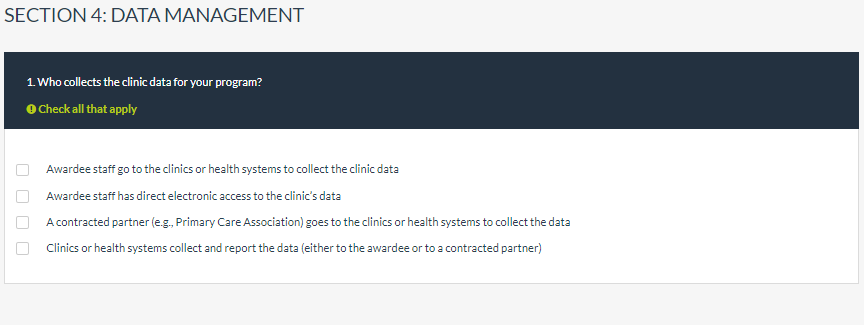 SECTION 4: DATA MANAGEMENT
1. Who collects the clinic data for your program?
Check all that apply
Awardee staff go to the clinics or health systems to collect the clinic data
Awardee staff has direct electronic access to the clinic's data
A contracted partner (e.g., Primary Care Association) goes to the clinics or health systems to collect the data
Clinics or health systems collect and report the data (either to the awardee or to a contracted partner)